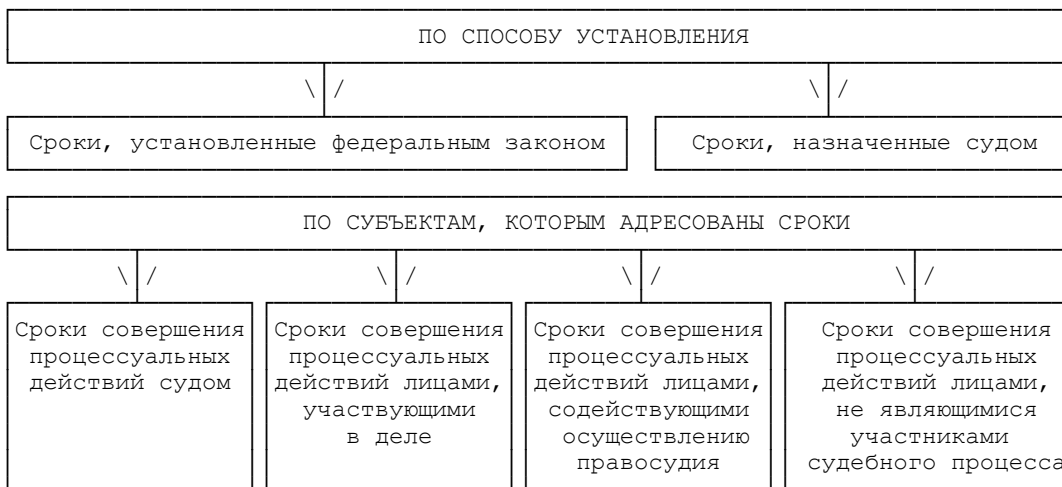 ПО СПОСОБУ УСТАНОВЛЕНИЯ
Сроки, установленные федеральным законом
Сроки, назначенные судом
ПО СУБЪЕКТАМ, КОТОРЫМ АДРЕСОВАНЫ СРОКИ
Сроки совершения
процессуальных
действий судом
Сроки совершения
процессуальных
действий лицами,
участвующими
в деле
Сроки совершения
процессуальных
действий лицами,
содействующими
осуществлению
правосудия
Сроки совершения
процессуальных
действий лицами,
не являющимися
участниками
судебного процесса